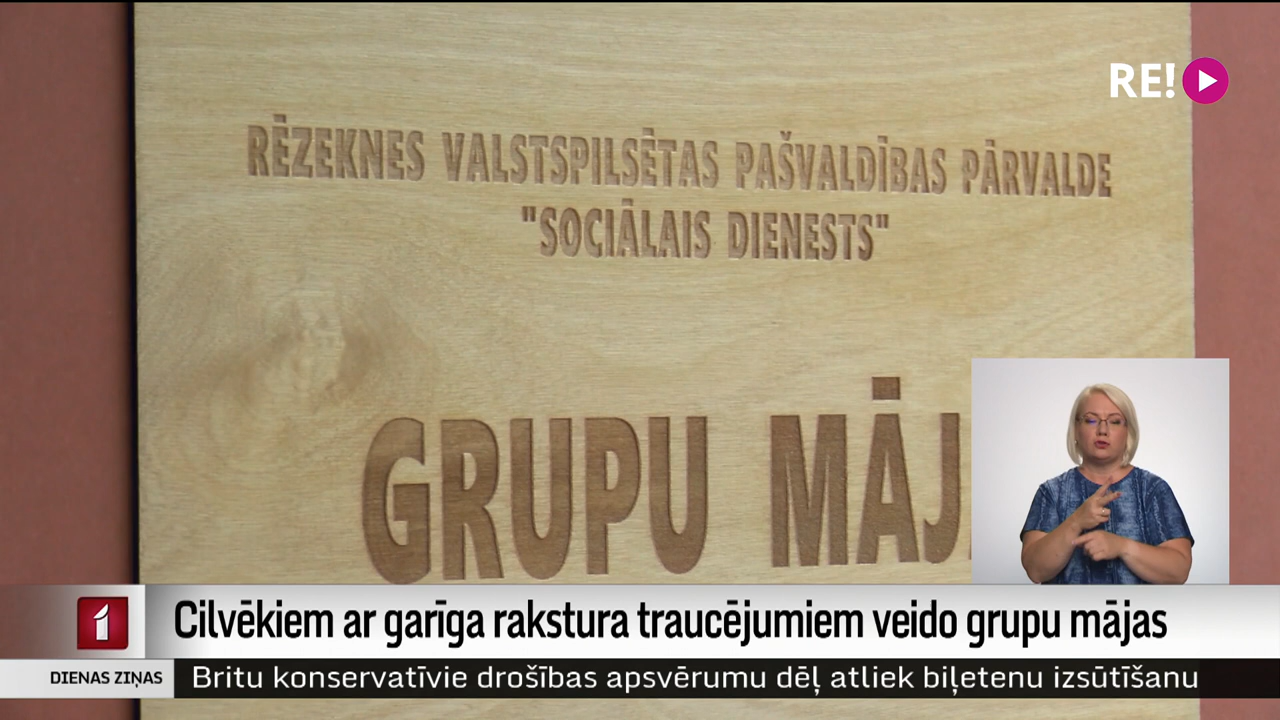 RE!
RĒZEKNES VALSTSPILSĒTAS PAŠVALDĪBAS PĀRVALDE
"SOCIĀLAIS DIENESTS"
GRUPU
1
Cilvēkiem ar garīga rakstura traucējumiem veido grupu mājas
DIENAS ZIŅAS
Britu konservatīvie drošības apsvērumu dēļ atliek biļetenu izsūtīšanu